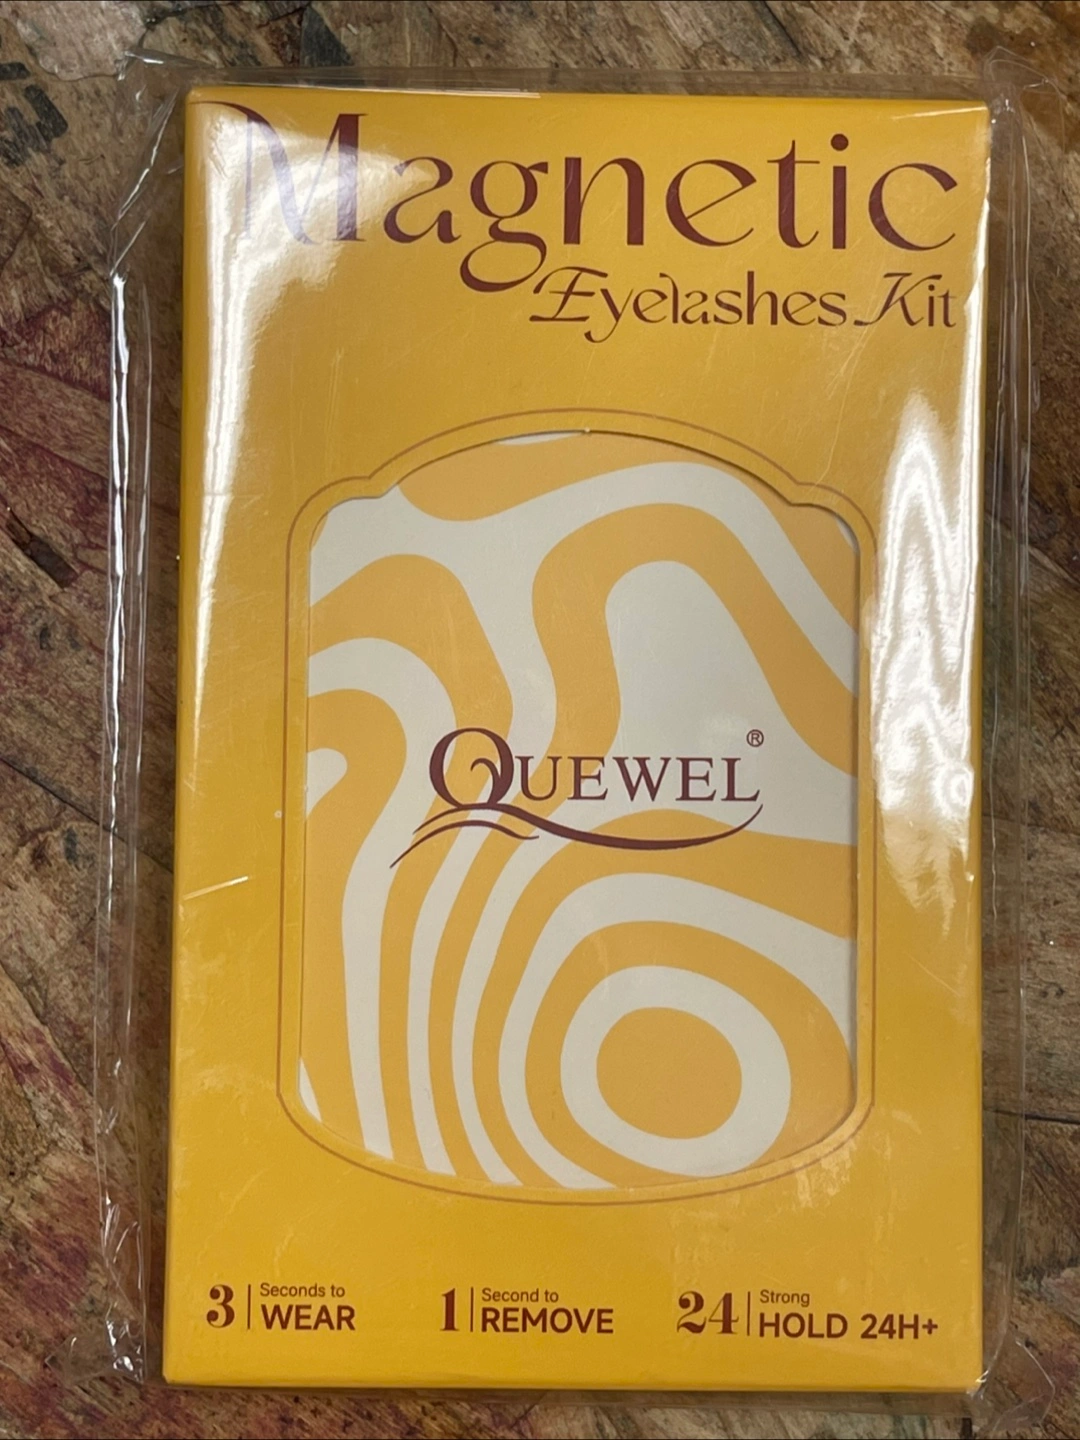 Magnetic
Eyelashes Kit
QUEWEL®
3 Seconds to WEAR
1 Second to REMOVE
24 Strong HOLD 24H+